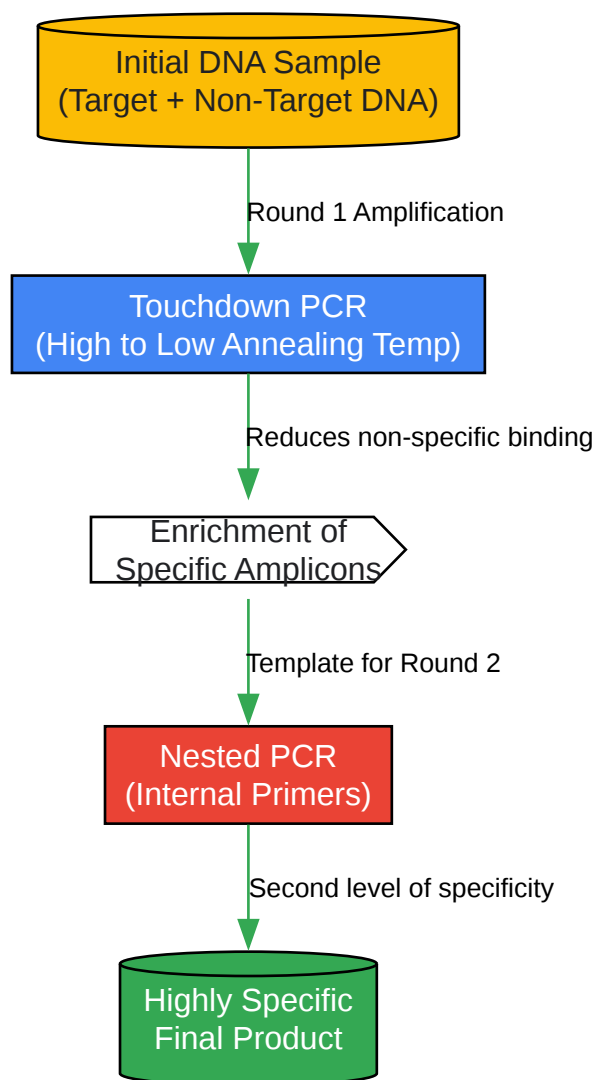 Initial DNA Sample
(Target + Non-Target DNA)
Round 1 Amplification
Touchdown PCR
(High to Low Annealing Temp)
Reduces non-specific binding
Enrichment of
Specific Amplicons
Template for Round 2
Nested PCR
(Internal Primers)
Second level of specificity
Highly Specific
Final Product